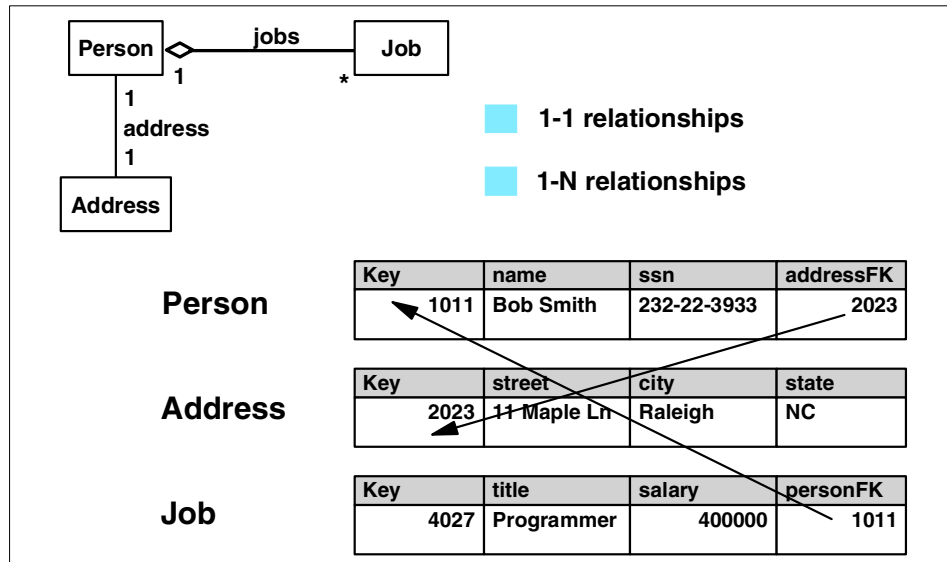 Person
jobs
Job
1
*
1
address
1
Address
1-1 relationships
1-N relationships
Person
Key name ssn addressFK
1011 Bob Smith 232-22-3933 2023
Address
Key street city state
2023 11 Maple Ln Raleigh NC
Job
Key title salary personFK
4027 Programmer 400000 1011